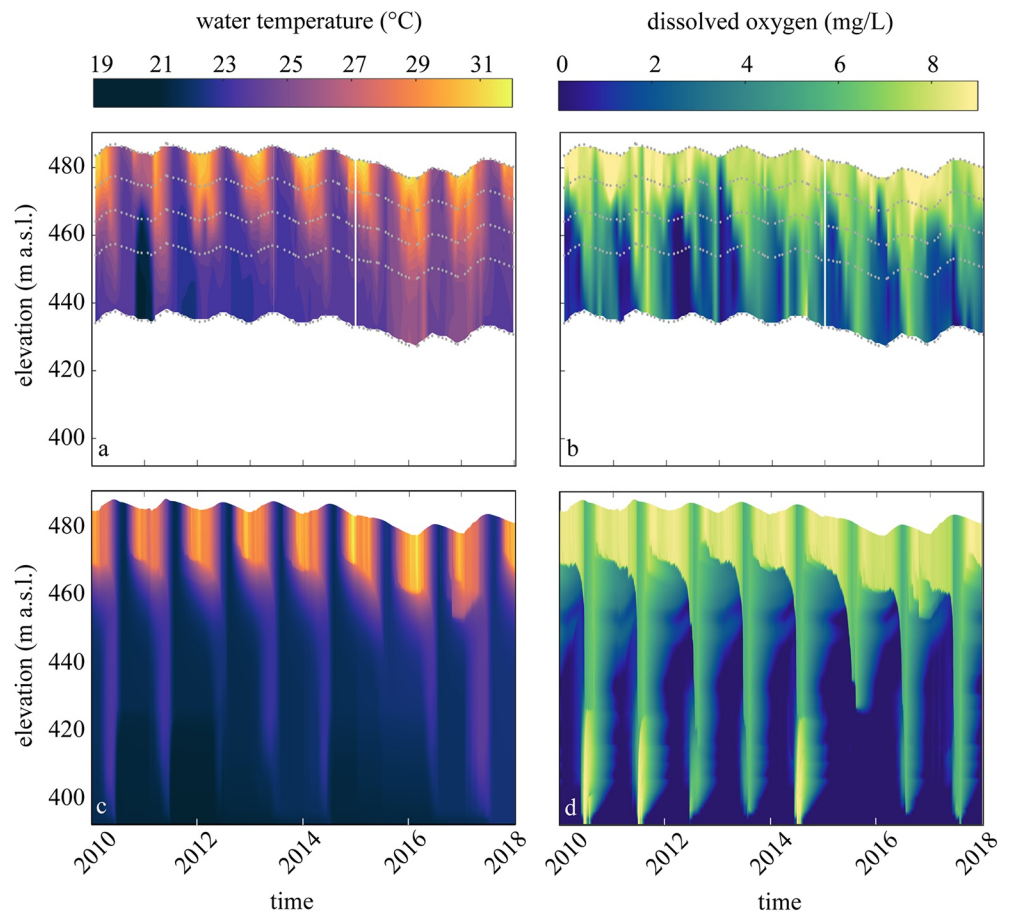 water temperature (°C)
dissolved oxygen (mg/L)
19 21 23 25 27 29 31
0 2 4 6 8
elevation (m a.s.l.)
480
460
440
420
400
a
b
elevation (m a.s.l.)
480
460
440
420
400
c
d
2010 2012 2014 2016 2018
2010 2012 2014 2016 2018
time
time